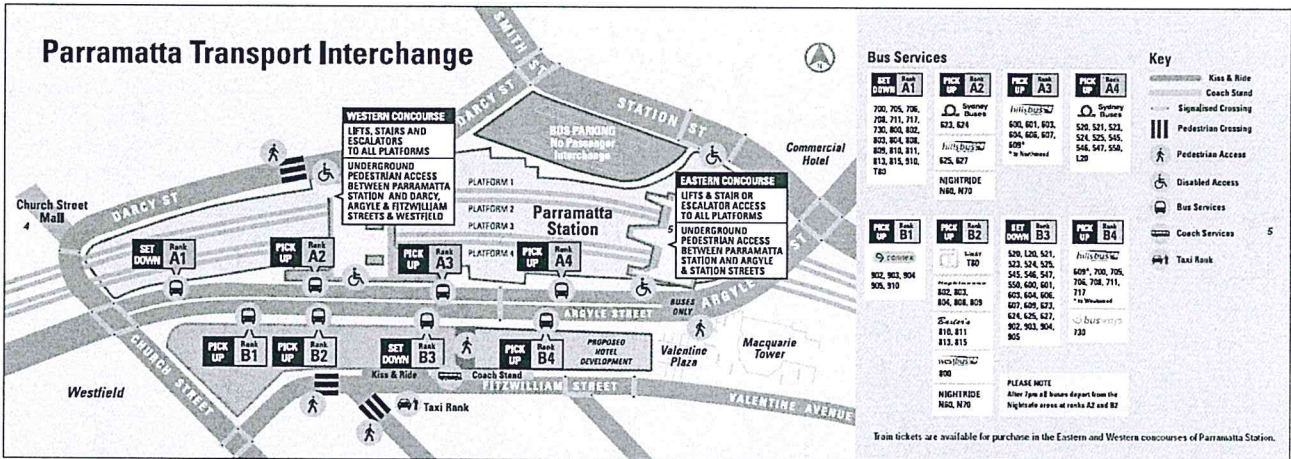 Parramatta Transport Interchange
SMITH ST
DARCY ST
STATION ST
BUS PARKING
No Passenger
Interchange
Commercial
Hotel
WESTERN CONCOURSE
LIFTS, STAIRS AND
ESCALATORS
TO ALL PLATFORMS
UNDERGROUND
PEDESTRIAN ACCESS
BETWEEN PARRAMATTA
STATION AND DARCY,
ARGYLE & FITZWILLIAM
STREETS & WESTFIELD
Church Street
Mall
4
DARCY ST
PLATFORM 1
PLATFORM 2
PLATFORM 3
PLATFORM 4
Parramatta
Station
5
EASTERN CONCOURSE
LIFTS & STAIR OR
ESCALATOR ACCESS
TO ALL PLATFORMS
UNDERGROUND
PEDESTRIAN ACCESS
BETWEEN PARRAMATTA
STATION AND ARGYLE
& STATION STREETS
SET DOWN Rank A1
PICK UP Rank A2
PICK UP Rank A3
PICK UP Rank A4
ARGYLE STREET
BUSES
ONLY
ARGYLE ST
PICK UP Rank B1
PICK UP Rank B2
SET DOWN Rank B3
PICK UP Rank B4
PROPOSED
HOTEL
DEVELOPMENT
Valentine
Plaza
Macquarie
Tower
Kiss & Ride
Coach Stand
Westfield
CHURCH STREET
FITZWILLIAM STREET
VALENTINE AVENUE
Taxi Rank
Bus Services
SET DOWN Rank A1
700, 705, 706,
708, 711, 717,
730, 800, 802,
803, 804, 808,
809, 810, 811,
813, 815, 910,
T80
PICK UP Rank A2
Sydney
Buses
623, 624
hillsbus
625, 627
NIGHTRIDE
N60, N70
PICK UP Rank A3
hillsbus
600, 601, 603,
604, 606, 607,
609*
* to Northmead
PICK UP Rank A4
Sydney
Buses
520, 521, 523,
524, 525, 545,
546, 547, 550,
L20
PICK UP Rank B1
connex
902, 903, 904
905, 910
PICK UP Rank B2
T80
802, 803,
804, 808, 809
Baxter's
810, 811
813, 815
westbus
800
NIGHTRIDE
N60, N70
SET DOWN Rank B3
520, L20, 521,
523, 524, 525,
545, 546, 547,
550, 600, 601,
603, 604, 606,
607, 609, 623,
624, 625, 627,
902, 903, 904,
905
PICK UP Rank B4
hillsbus
609*, 700, 705,
706, 708, 711,
717
* to Westmead
busways
730
PLEASE NOTE
After 7pm all buses depart from the
Nightsafe areas at ranks A2 and B2
Key
Kiss & Ride
Coach Stand
Signalised Crossing
Pedestrian Crossing
Pedestrian Access
Disabled Access
Bus Services
Coach Services
Taxi Rank
5
Train tickets are available for purchase in the Eastern and Western concourses of Parramatta Station.